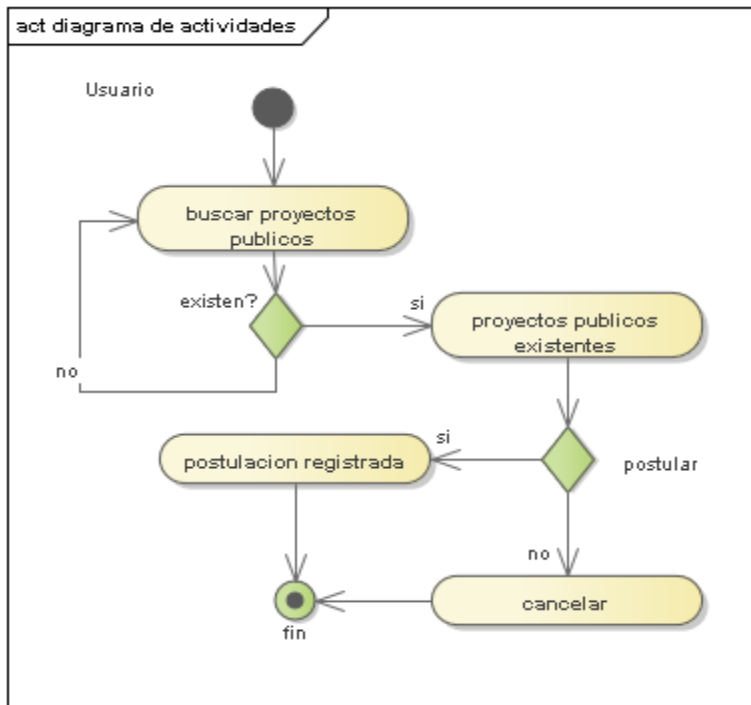 act diagrama de actividades
Usuario
buscar proyectos
publicos
existen?
si
proyectos publicos
existentes
no
si
postulacion registrada
postular
no
cancelar
fin